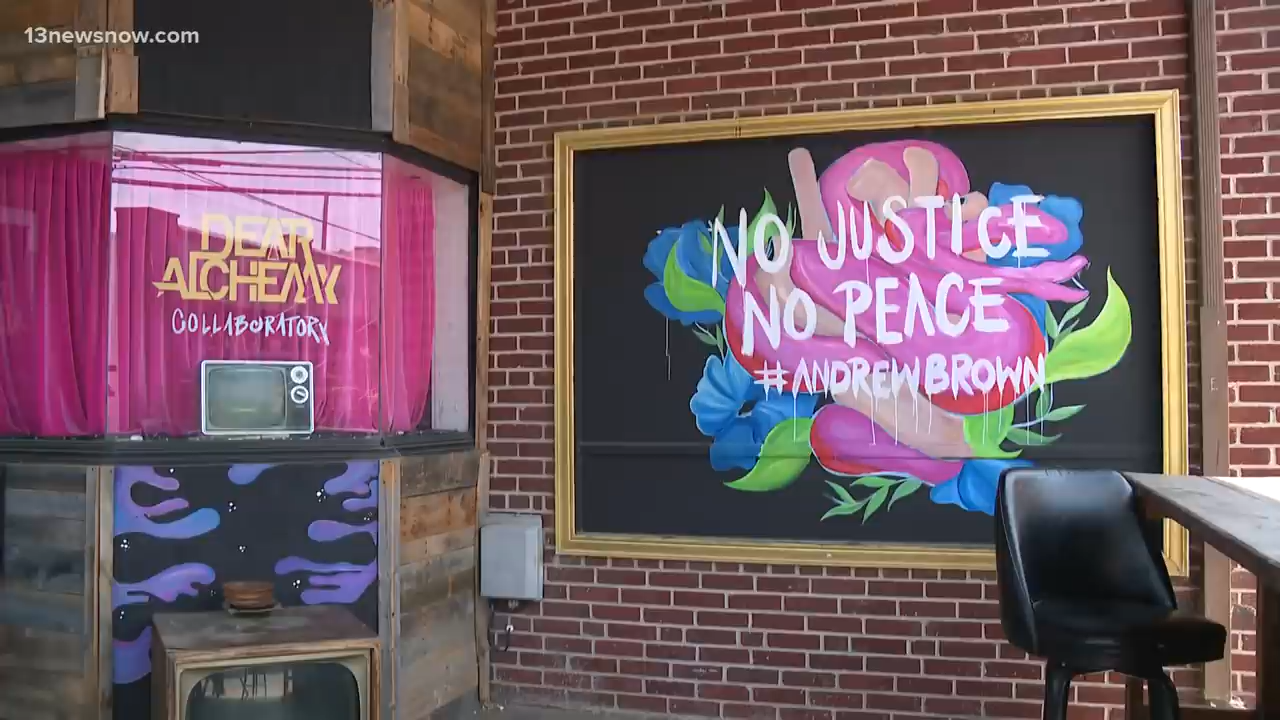 13newsnow.com
DEAR
ALCHEMY
COLLABORATORY
NO JUSTICE
NO PEACE
#ANDREWBROWN